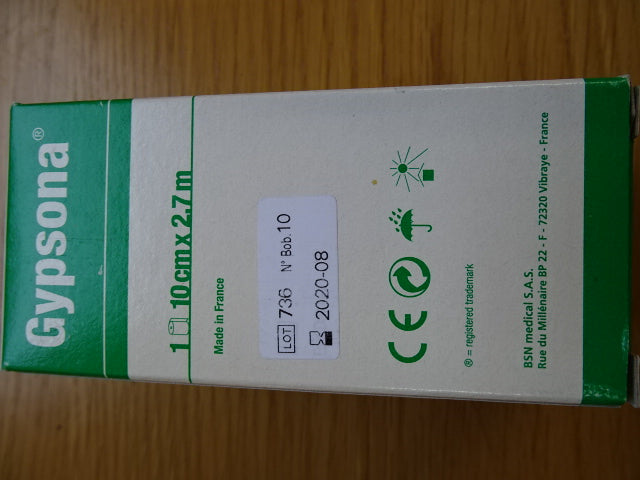 Gypsona®
1 10 cm x 2,7 m
Made in France
LOT 736 N° Bob.10
2020-08
CE
® = registered trademark
BSN medical S.A.S.
Rue du Millénaire BP 22 - F - 72320 Vibraye - France